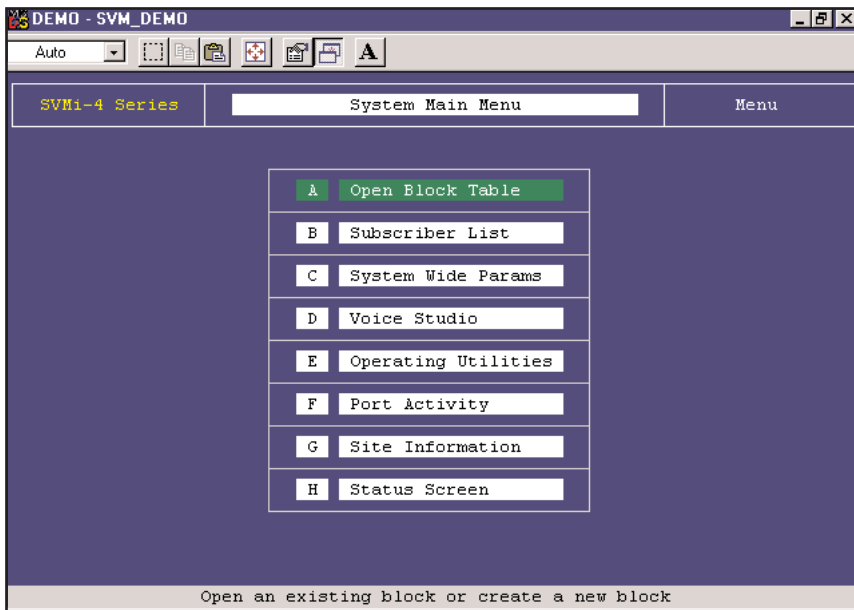 DEMO - SVM_DEMO
Auto A
SVMi-4 Series System Main Menu Menu
A Open Block Table
B Subscriber List
C System Wide Params
D Voice Studio
E Operating Utilities
F Port Activity
G Site Information
H Status Screen
Open an existing block or create a new block